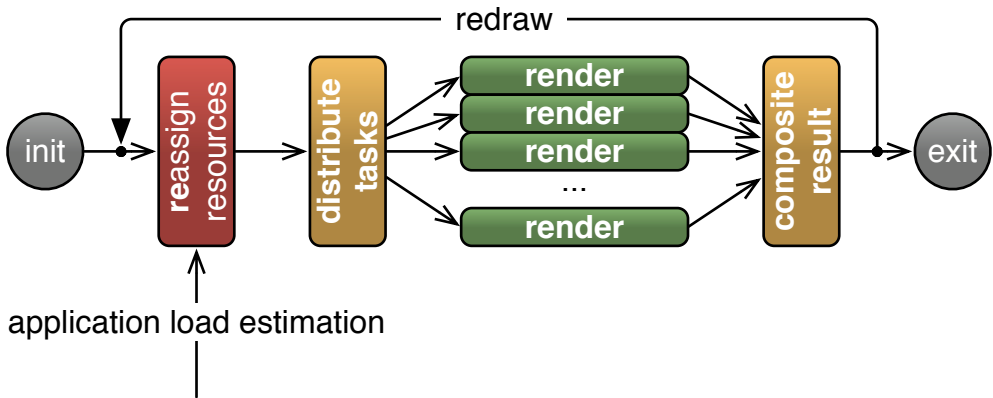 redraw
init
reassign
resources
distribute
tasks
render
render
render
...
render
composite
result
exit
application load estimation